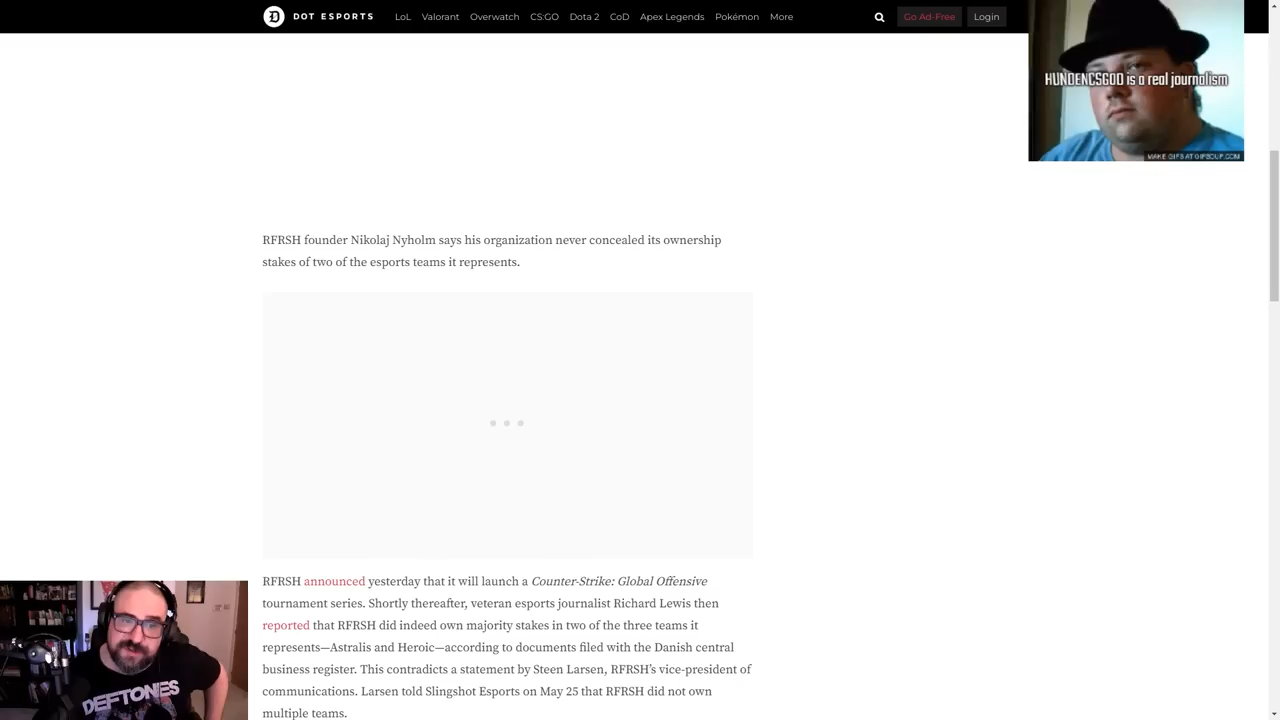 DOT ESPORTS
LoL Valorant Overwatch CS:GO Dota 2 CoD Apex Legends Pokémon More
Go Ad-Free Login
HUNDENCSGOD is a real journalism
MAKE GIFS AT GIFSOUP.COM
RFRSH founder Nikolaj Nyholm says his organization never concealed its ownership
stakes of two of the esports teams it represents.
RFRSH announced yesterday that it will launch a Counter-Strike: Global Offensive
tournament series. Shortly thereafter, veteran esports journalist Richard Lewis then
reported that RFRSH did indeed own majority stakes in two of the three teams it
represents—Astralis and Heroic—according to documents filed with the Danish central
business register. This contradicts a statement by Steen Larsen, RFRSH’s vice-president of
communications. Larsen told Slingshot Esports on May 25 that RFRSH did not own
multiple teams.
DEFTONES